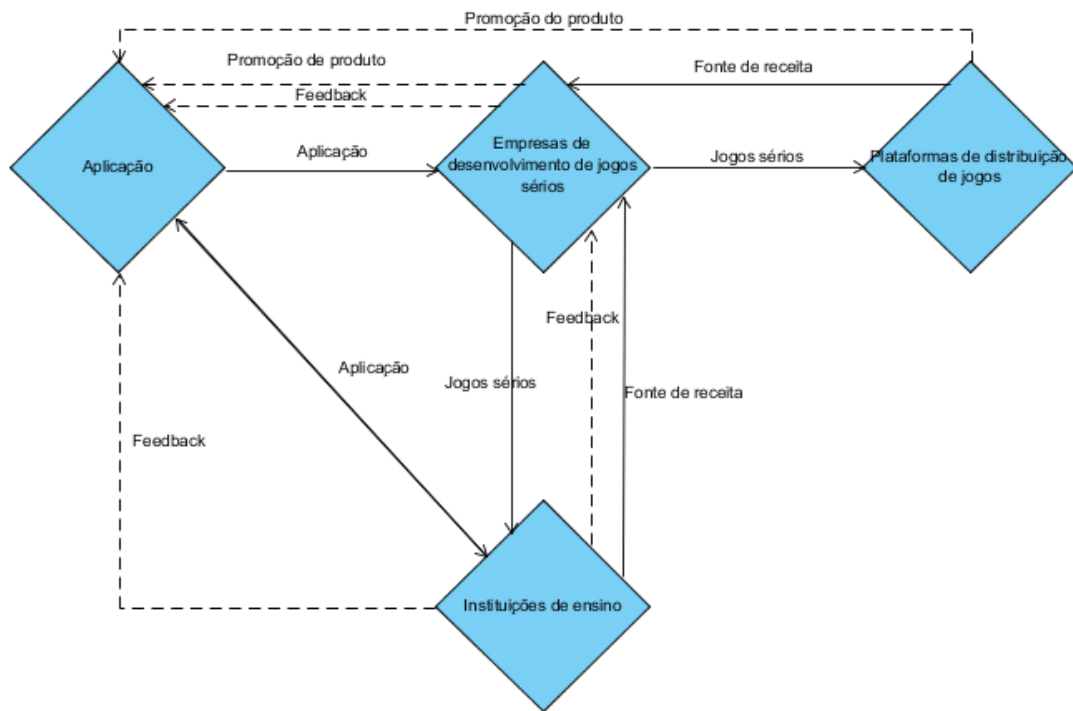 Promoção do produto
Promoção de produto
Fonte de receita
Feedback
Aplicação
Aplicação
Empresas de
desenvolvimento de jogos
sérios
Jogos sérios
Plataformas de distribuição
de jogos
Feedback
Aplicação
Jogos sérios
Fonte de receita
Feedback
Instituições de ensino